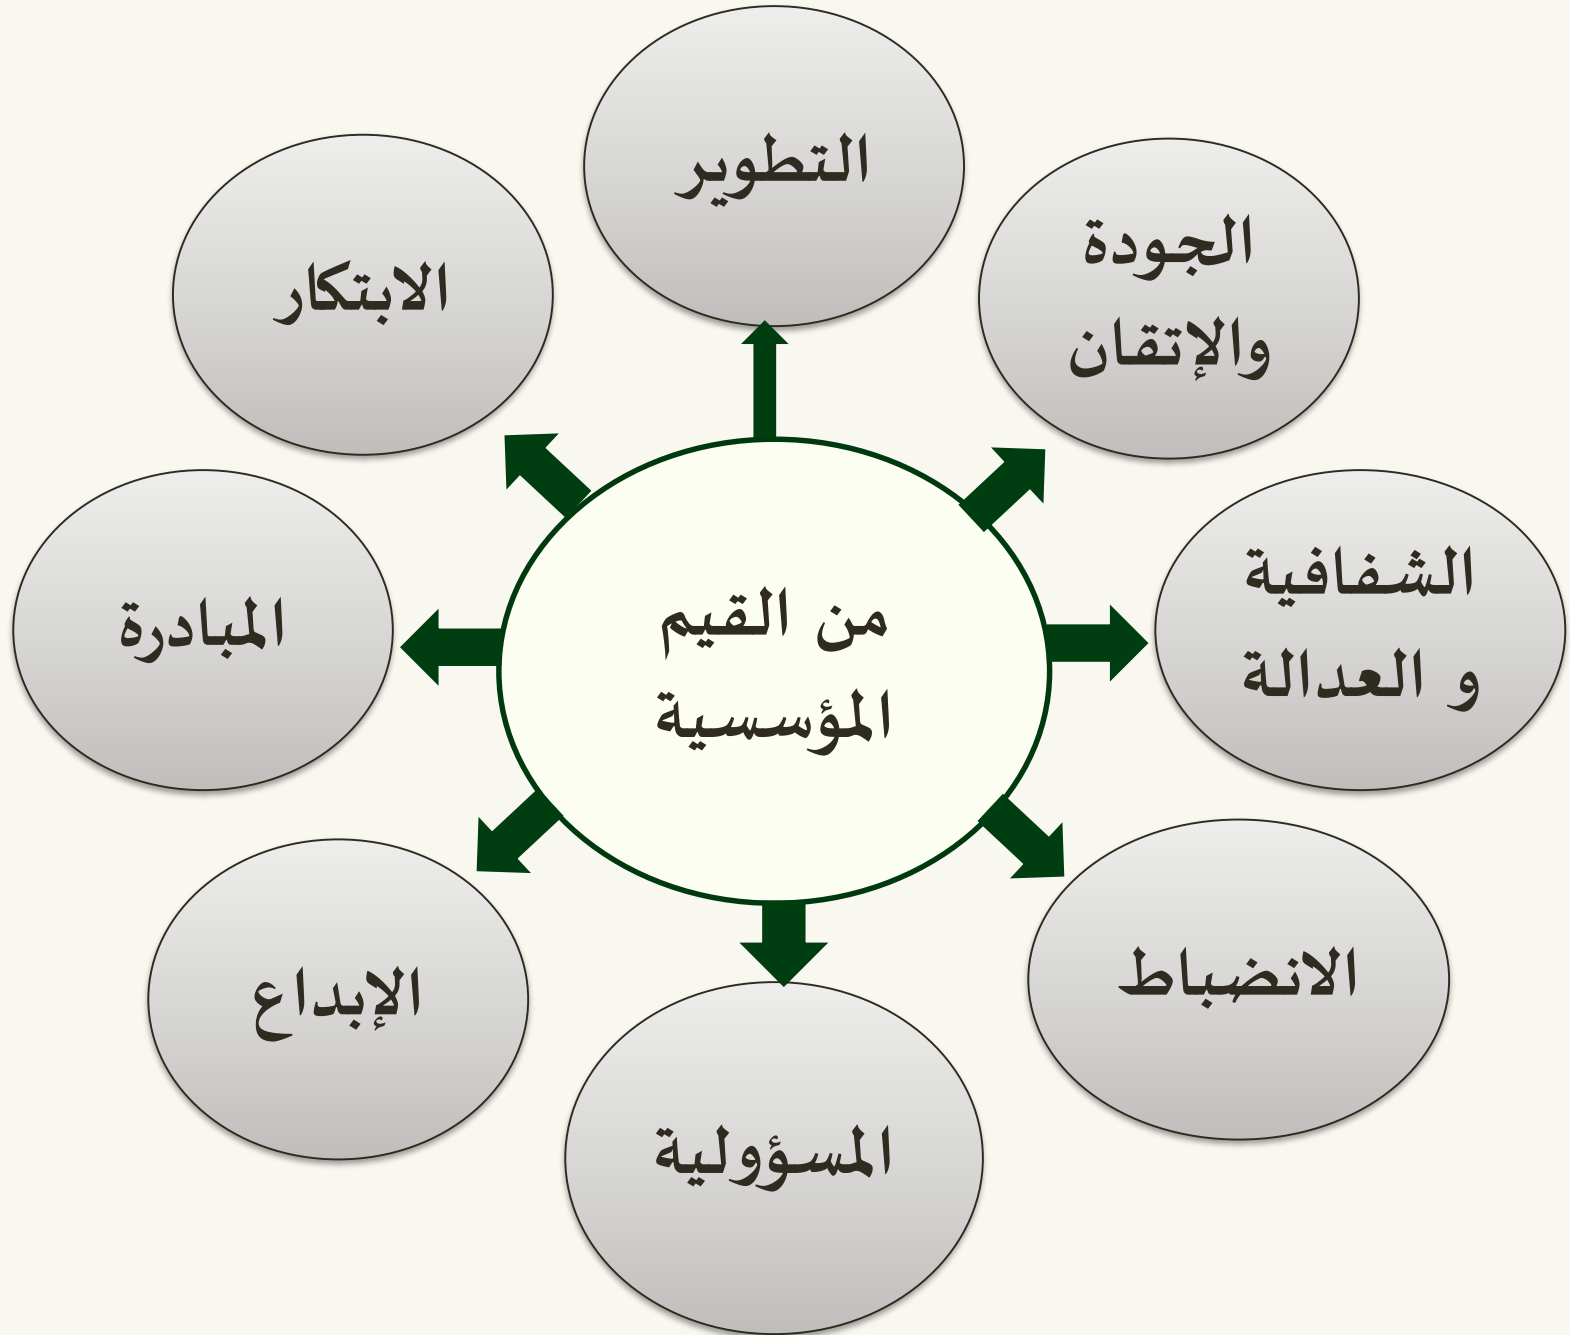 التطوير
الجودة
والإتقان
الابتكار
الشفافية
و العدالة
من القيم
المؤسسية
المبادرة
الانضباط
الإبداع
المسؤولية